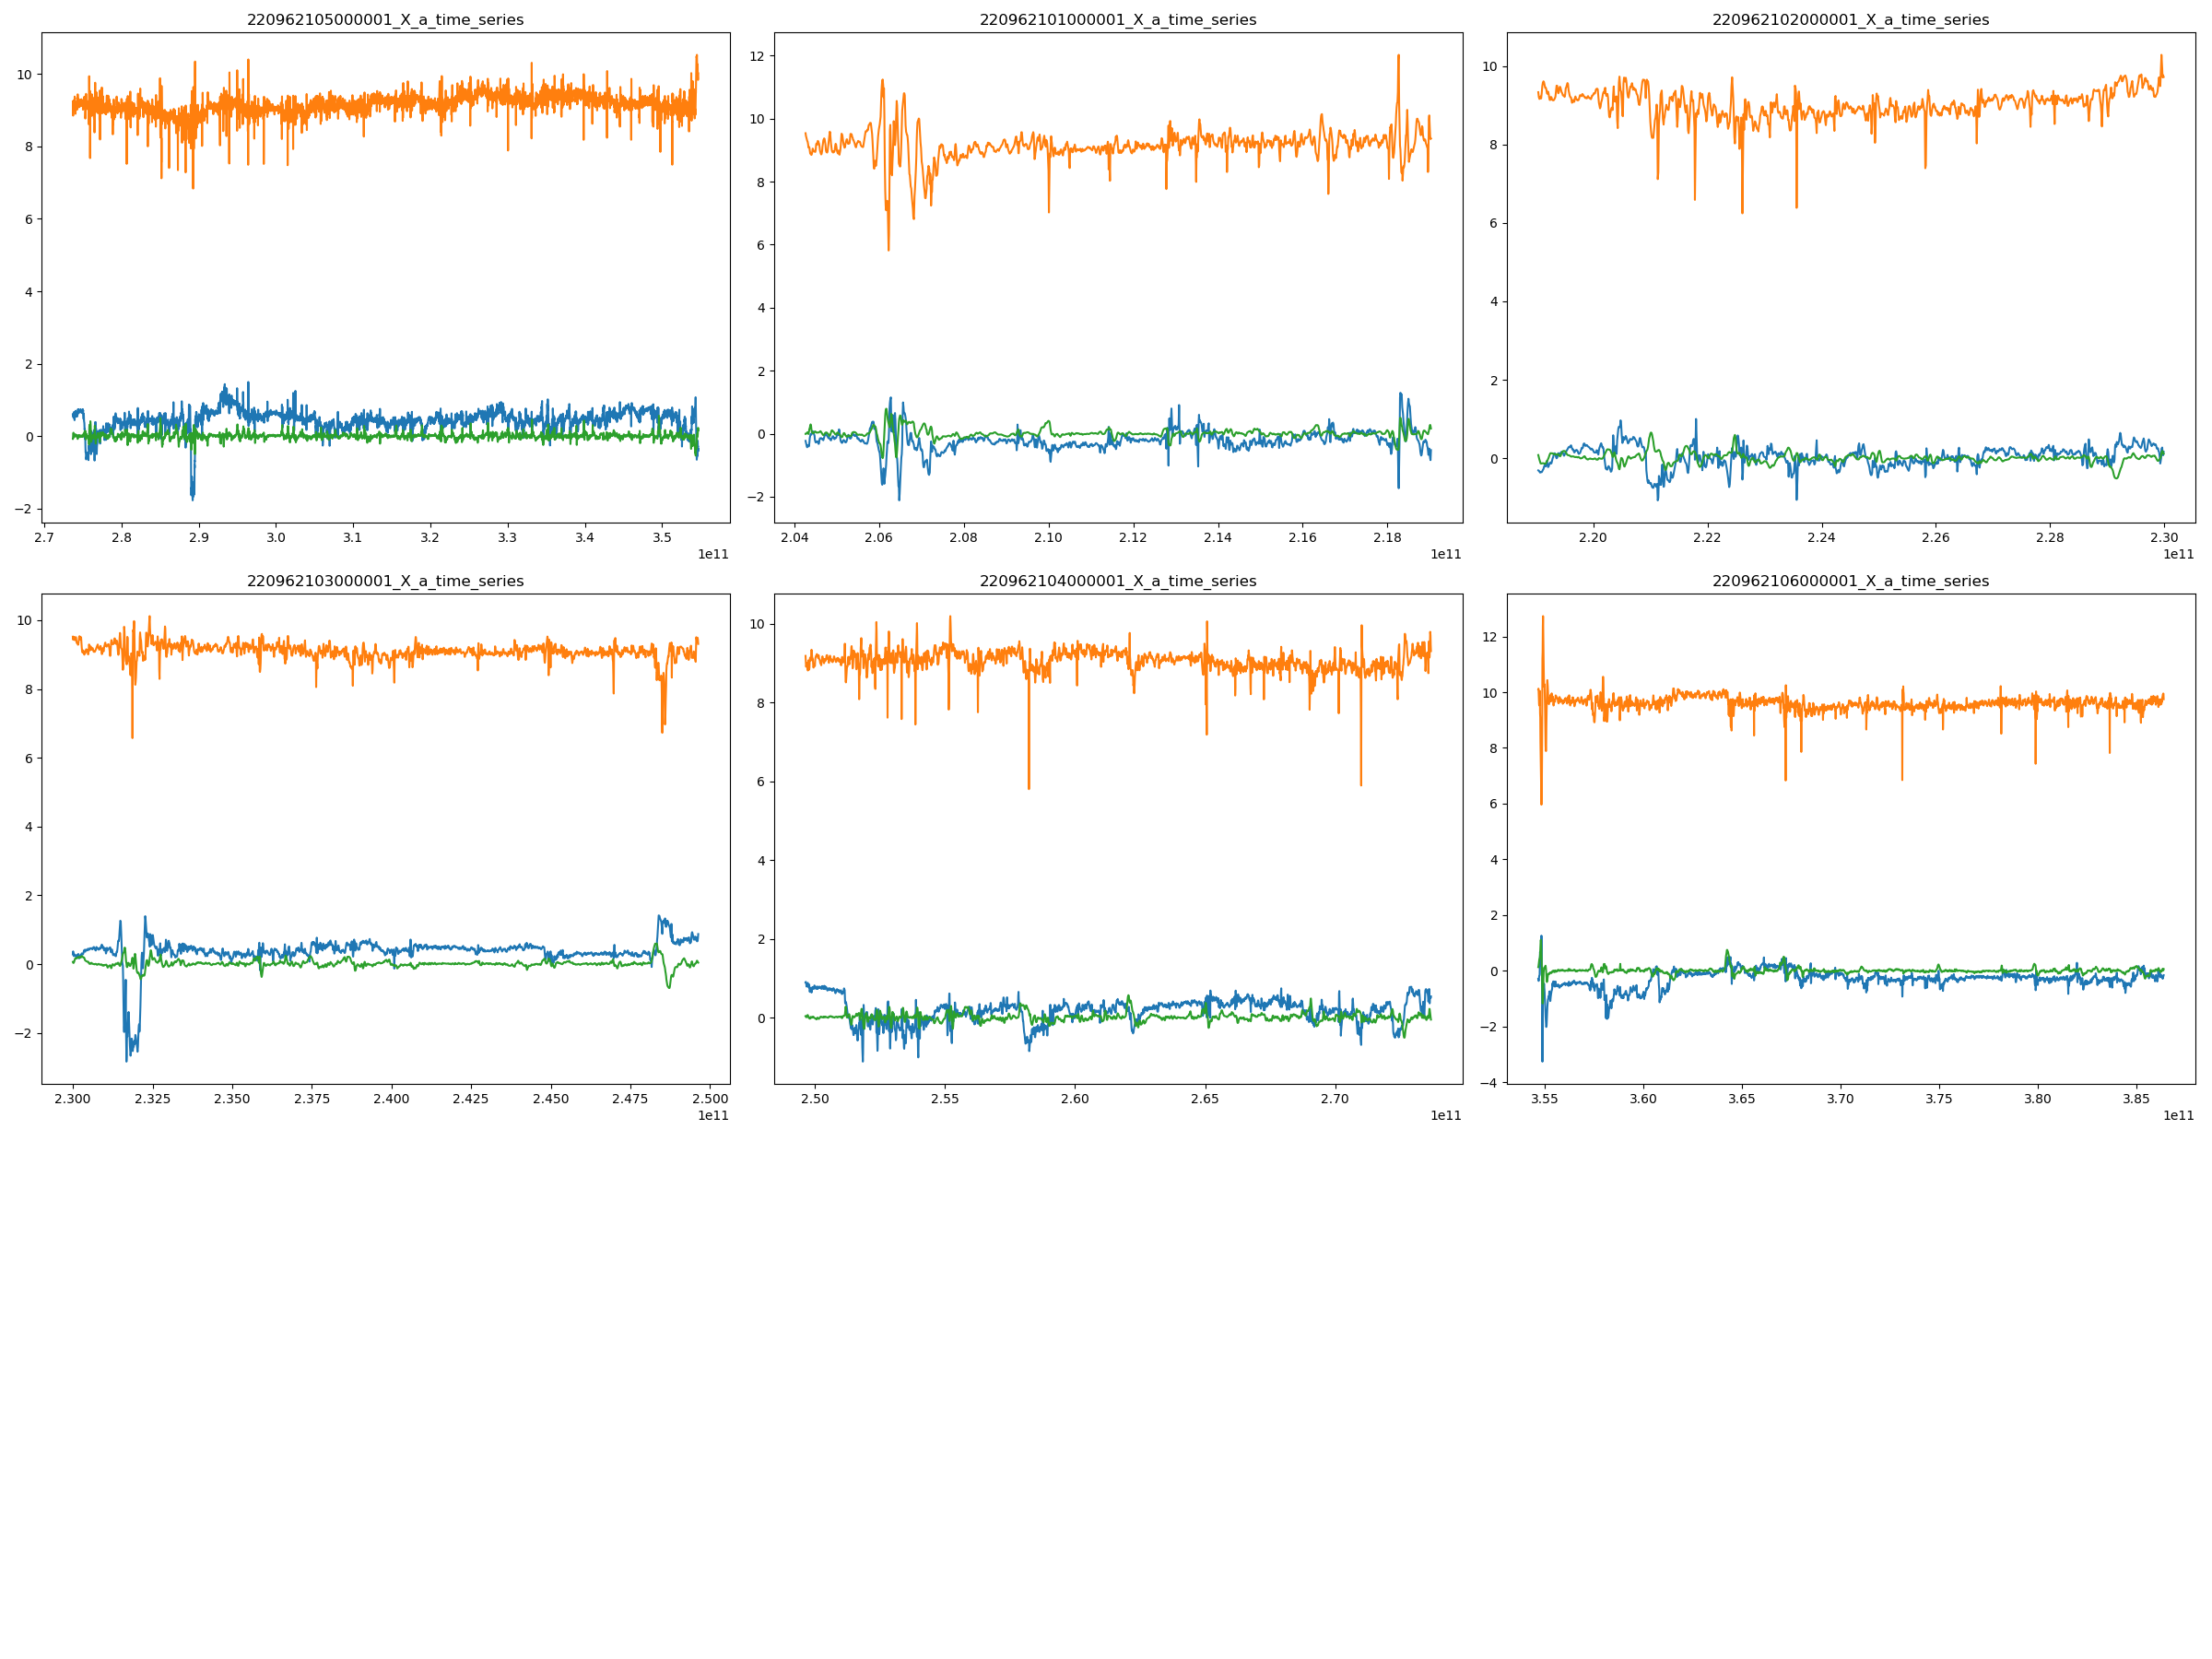 220962105000001_X_a_time_series
10
8
6
4
2
0
−2
2.7 2.8 2.9 3.0 3.1 3.2 3.3 3.4 3.5
1e11
220962101000001_X_a_time_series
12
10
8
6
4
2
0
−2
2.04 2.06 2.08 2.10 2.12 2.14 2.16 2.18
1e11
220962102000001_X_a_time_series
10
8
6
4
2
0
2.20 2.22 2.24 2.26 2.28 2.30
1e11
220962103000001_X_a_time_series
10
8
6
4
2
0
−2
2.300 2.325 2.350 2.375 2.400 2.425 2.450 2.475 2.500
1e11
220962104000001_X_a_time_series
10
8
6
4
2
0
2.50 2.55 2.60 2.65 2.70
1e11
220962106000001_X_a_time_series
12
10
8
6
4
2
0
−2
−4
3.55 3.60 3.65 3.70 3.75 3.80 3.85
1e11